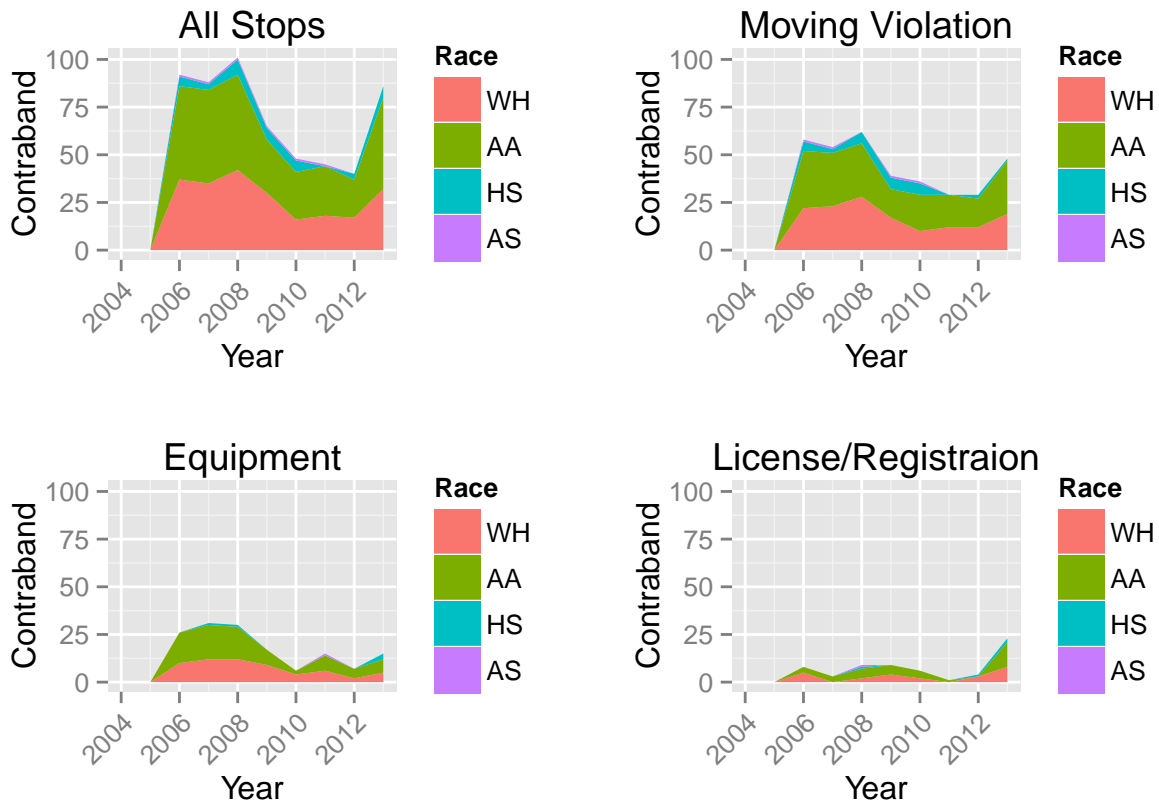 All Stops
Contraband
100
75
50
25
0
2004
2006
2008
2010
2012
Year
Race
WH
AA
HS
AS
Moving Violation
Contraband
100
75
50
25
0
2004
2006
2008
2010
2012
Year
Race
WH
AA
HS
AS
Equipment
Contraband
100
75
50
25
0
2004
2006
2008
2010
2012
Year
Race
WH
AA
HS
AS
License/Registraion
Contraband
100
75
50
25
0
2004
2006
2008
2010
2012
Year
Race
WH
AA
HS
AS